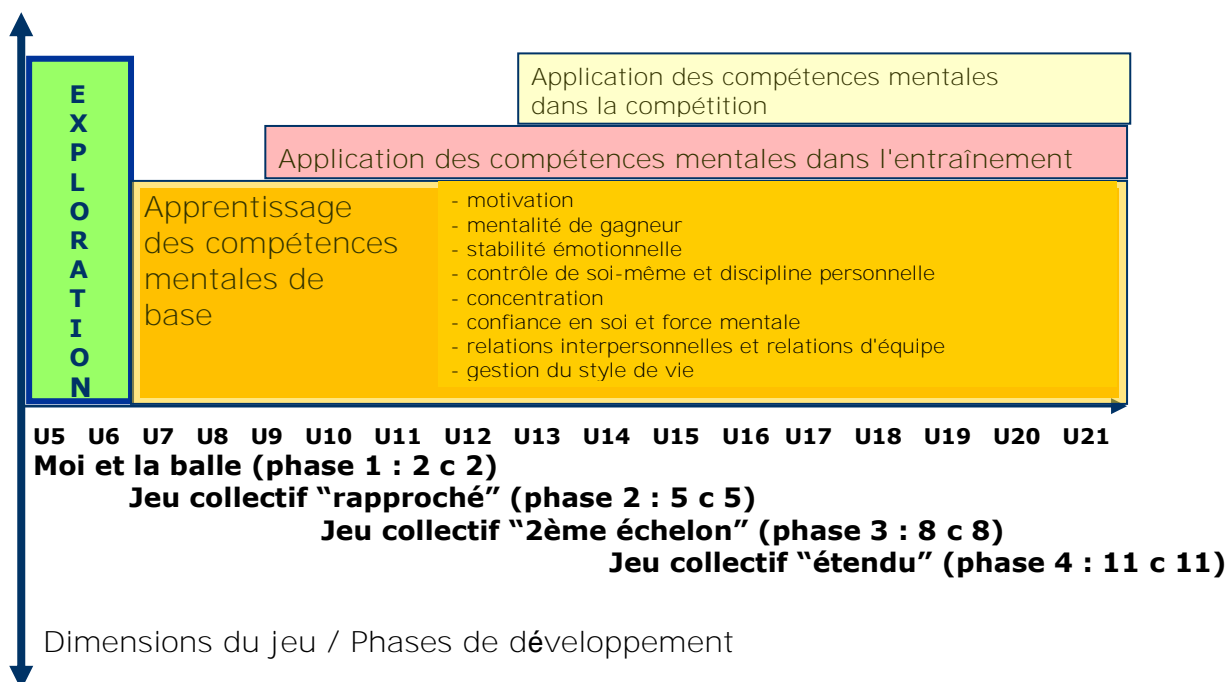 EXPLORATION
Application des compétences mentales
dans la compétition
Application des compétences mentales dans l'entraînement
Apprentissage
des compétences
mentales de
base
- motivation
- mentalité de gagneur
- stabilité émotionnelle
- contrôle de soi-même et discipline personnelle
- concentration
- confiance en soi et force mentale
- relations interpersonnelles et relations d'équipe
- gestion du style de vie
U5 U6 U7 U8 U9 U10 U11 U12 U13 U14 U15 U16 U17 U18 U19 U20 U21
Moi et la balle (phase 1 : 2 c 2)
Jeu collectif “rapproché” (phase 2 : 5 c 5)
Jeu collectif “2ème échelon” (phase 3 : 8 c 8)
Jeu collectif “étendu” (phase 4 : 11 c 11)
Dimensions du jeu / Phases de développement